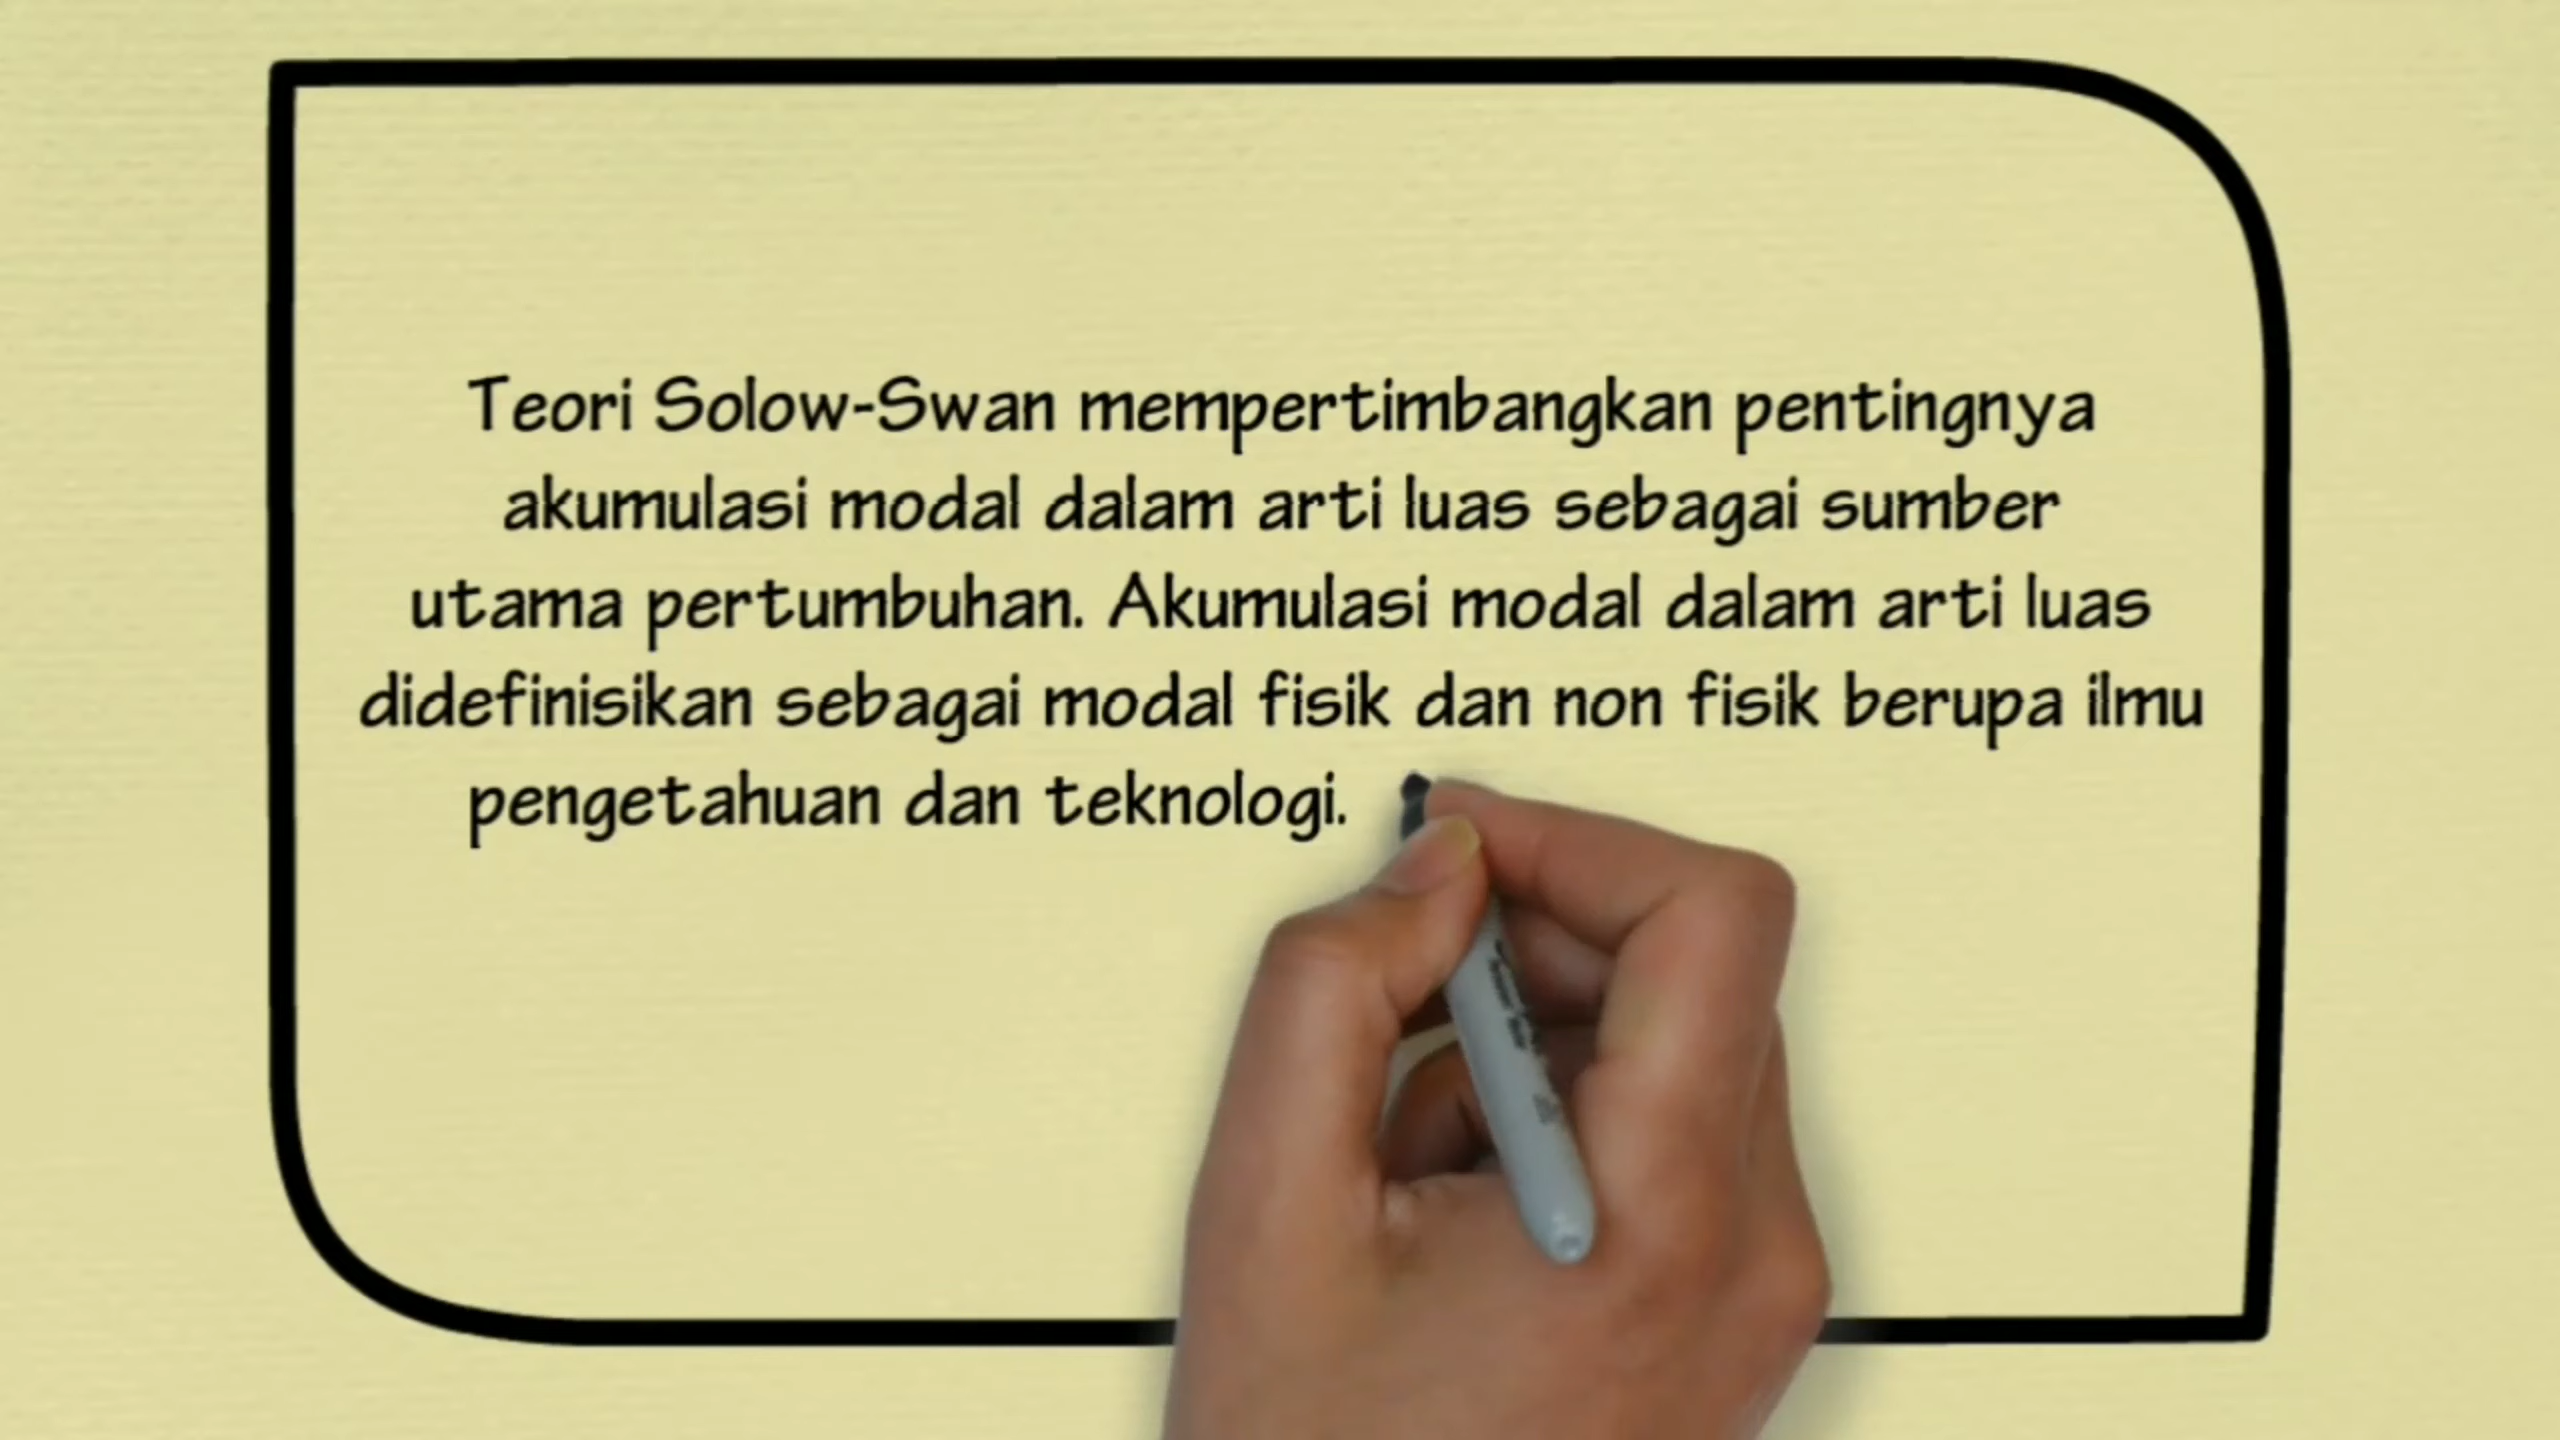 Teori Solow-Swan mempertimbangkan pentingnya
akumulasi modal dalam arti luas sebagai sumber
utama pertumbuhan. Akumulasi modal dalam arti luas
didefinisikan sebagai modal fisik dan non fisik berupa ilmu
pengetahuan dan teknologi.